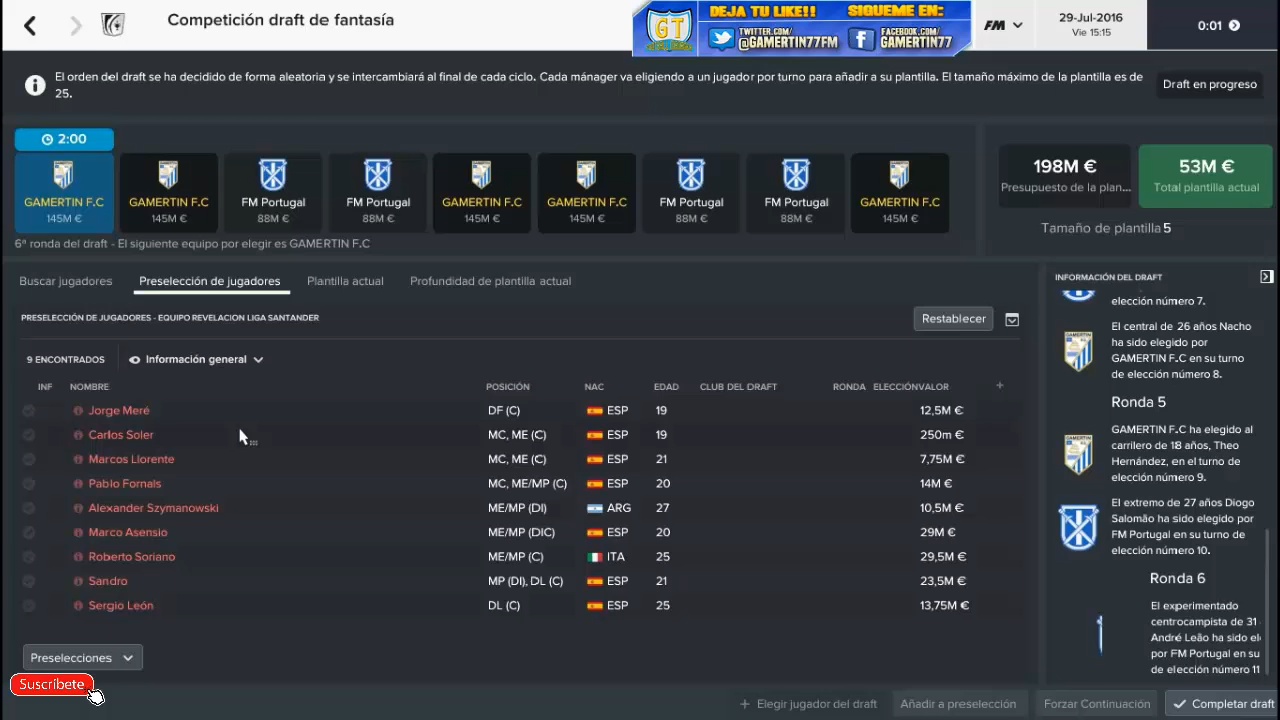 Competición draft de fantasía
GT
DEJA TU LIKE!!
SIGUEME EN:
TWITTER.COM/
@GAMERTIN77FM
FACEBOOK.COM/
GAMERTIN77
FM
29-Jul-2016
Vie 15:15
0:01
El orden del draft se ha decidido de forma aleatoria y se intercambiará al final de cada ciclo. Cada mánager va eligiendo a un jugador por turno para añadir a su plantilla. El tamaño máximo de la plantilla es de
25.
Draft en progreso
2:00
GAMERTIN F.C
145M €
GAMERTIN F.C
145M €
FM Portugal
88M €
FM Portugal
88M €
GAMERTIN F.C
145M €
GAMERTIN F.C
145M €
FM Portugal
88M €
FM Portugal
88M €
GAMERTIN F.C
145M €
198M €
Presupuesto de la plan...
53M €
Total plantilla actual
6ª ronda del draft - El siguiente equipo por elegir es GAMERTIN F.C
Tamaño de plantilla 5
Buscar jugadores
Preselección de jugadores
Plantilla actual
Profundidad de plantilla actual
PRESELECCIÓN DE JUGADORES - EQUIPO REVELACION LIGA SANTANDER
Restablecer
9 ENCONTRADOS
Información general
INF NOMBRE POSICIÓN NAC EDAD CLUB DEL DRAFT RONDA ELECCIÓN VALOR +
Jorge Meré DF (C) ESP 19 12,5M €
Carlos Soler MC, ME (C) ESP 19 250m €
Marcos Llorente MC, ME (C) ESP 21 7,75M €
Pablo Fornals MC, ME/MP (C) ESP 20 14M €
Alexander Szymanowski ME/MP (DI) ARG 27 10,5M €
Marco Asensio ME/MP (DIC) ESP 20 29M €
Roberto Soriano ME/MP (C) ITA 25 29,5M €
Sandro MP (DI), DL (C) ESP 21 23,5M €
Sergio León DL (C) ESP 25 13,75M €
Preselecciones
Suscríbete
INFORMACIÓN DEL DRAFT
elección número 7.
El central de 26 años Nacho
ha sido elegido por
GAMERTIN F.C en su turno
de elección número 8.
Ronda 5
GAMERTIN F.C ha elegido al
carrilero de 18 años, Theo
Hernández, en el turno de
elección número 9.
El extremo de 27 años Diogo
Salomão ha sido elegido por
FM Portugal en su turno de
elección número 10.
Ronda 6
El experimentado
centrocampista de 31
André Leão ha sido ele
por FM Portugal en su
de elección número 11
+ Elegir jugador del draft
Añadir a preselección
Forzar Continuación
Completar draft